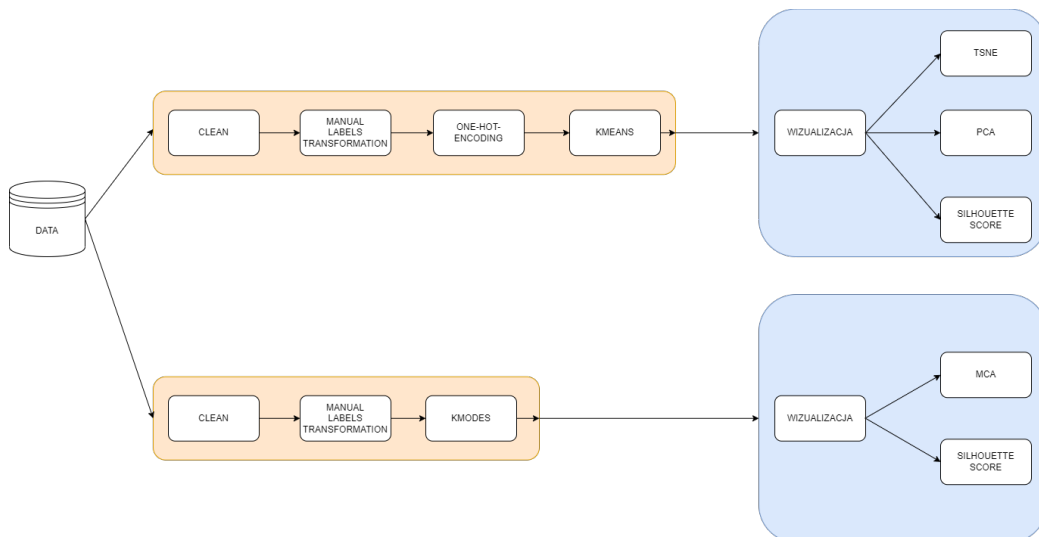 TSNE
CLEAN
MANUAL
LABELS
TRANSFORMATION
ONE-HOT-
ENCODING
KMEANS
WIZUALIZACJA
PCA
SILHOUETTE
SCORE
DATA
CLEAN
MANUAL
LABELS
TRANSFORMATION
KMODES
WIZUALIZACJA
MCA
SILHOUETTE
SCORE